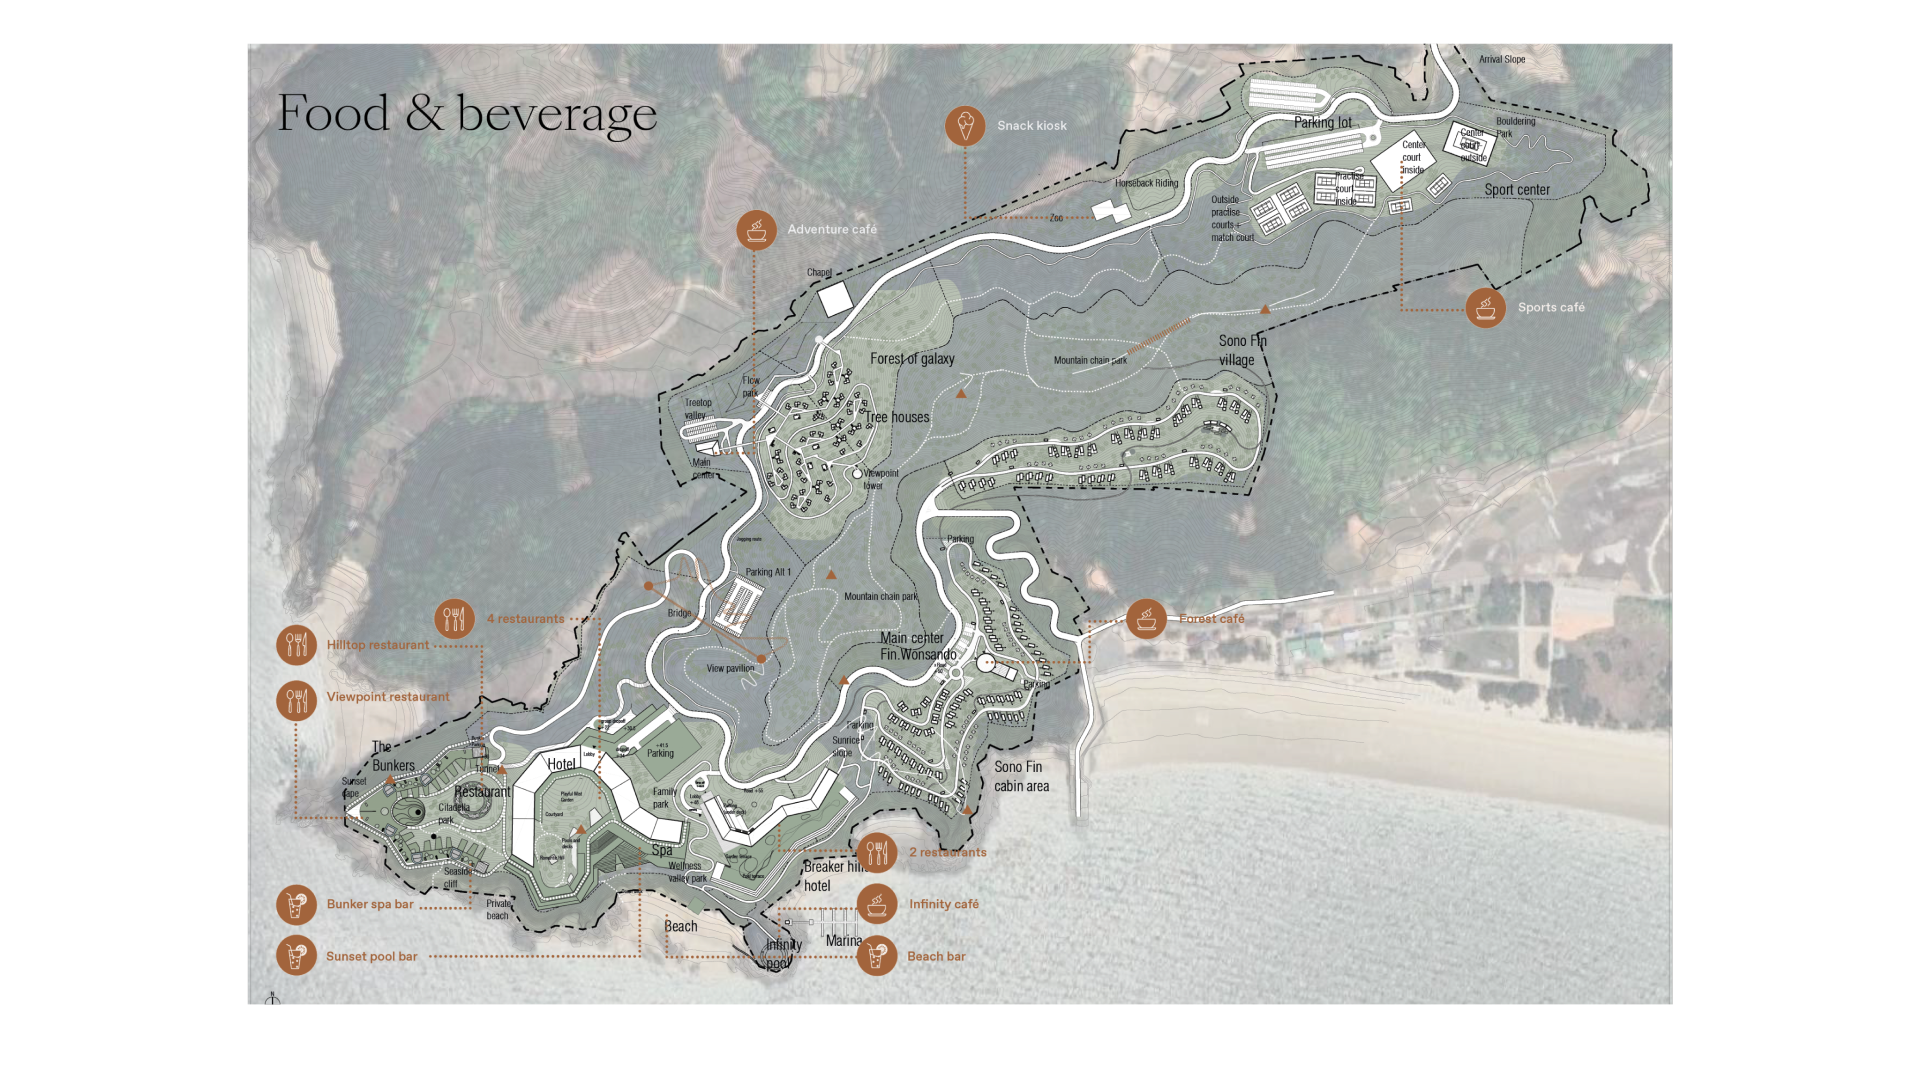 Food & beverage
Arrival Slope
Snack kiosk
Parking lot
Bouldering
Park
Center
court
outside
Center
court
inside
Horseback Riding
Practise
court
inside
Sport center
Outside
practise
courts +
match court
Zoo
Adventure café
Chapel
Sports café
Sono Fin
village
Forest of galaxy
Mountain chain park
Flow
park
Treetop
valley
Tree houses
Main
center
Viewpoint
tower
Jogging route
Parking
Parking Alt 1
Mountain chain park
Bridge
4 restaurants
Forest café
Hilltop restaurant
Main center
Fin.Wonsando
View pavilion
Parking
Viewpoint restaurant
Parking
Sunrice
slope
Parking
The
Bunkers
Hotel
Lobby
Tunnel
Sunset
cape
Sono Fin
cabin area
Restaurant
Family
park
Citadella
park
Courtyard
Spa
2 restaurants
Seaside
cliff
Wellness
valley park
Breaker hill
hotel
Bunker spa bar
Private
beach
Infinity café
Beach
Marina
Infinity
pool
Sunset pool bar
Beach bar
N